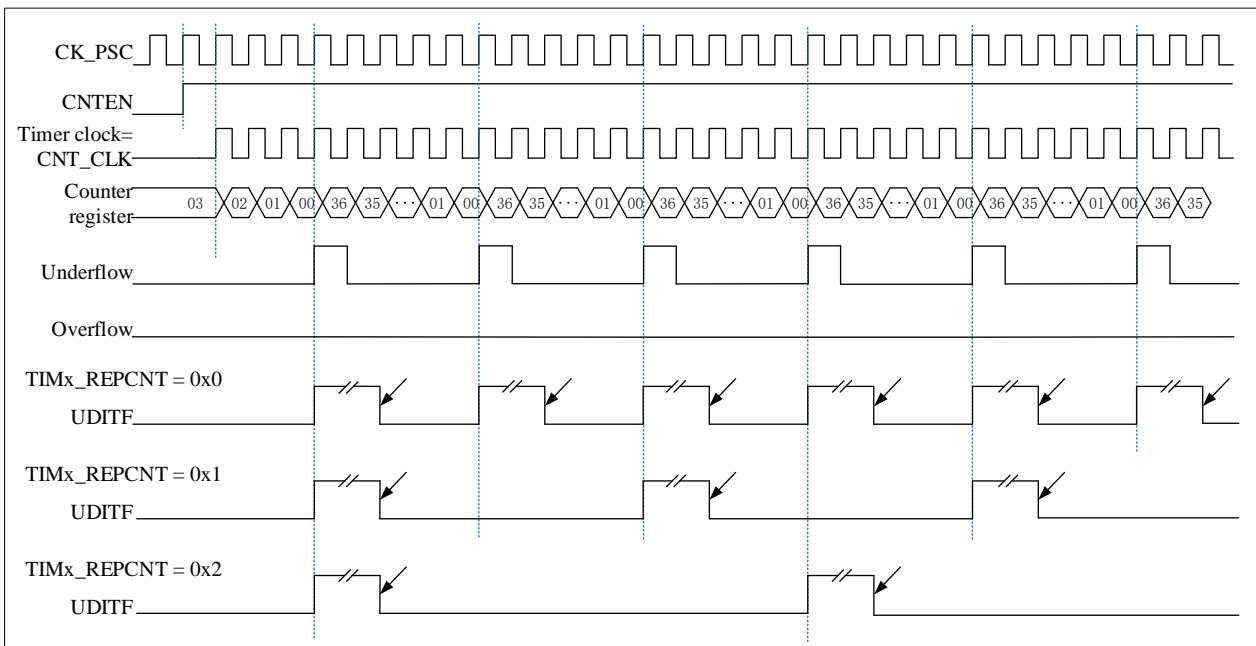 CK_PSC
CNTEN
Timer clock=
CNT_CLK
Counter
register
03 02 01 00 36 35 ··· 01 00 36 35 ··· 01 00 36 35 ··· 01 00 36 35 ··· 01 00 36 35 ··· 01 00 36 35
Underflow
Overflow
TIMx_REPCNT = 0x0
UDITF
TIMx_REPCNT = 0x1
UDITF
TIMx_REPCNT = 0x2
UDITF